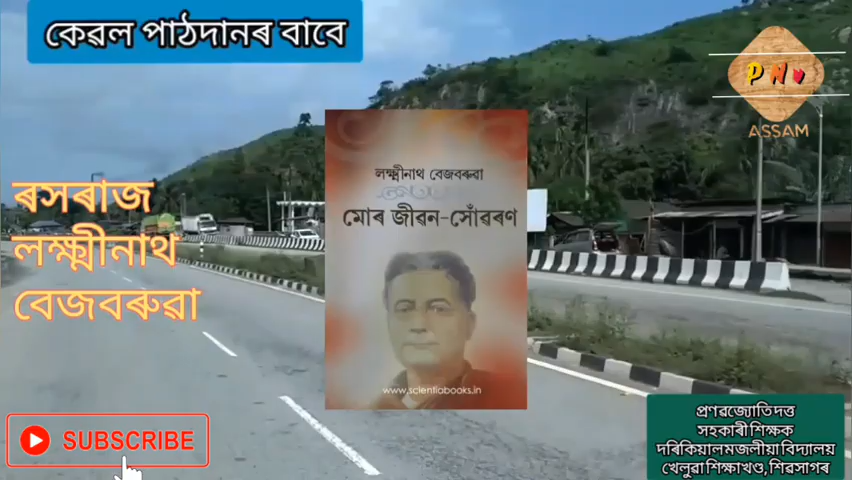 কেৱল পাঠদানৰ বাবে
PN
ASSAM
ৰসৰাজ
লক্ষ্মীনাথ
বেজবৰুৱা
লক্ষ্মীনাথ বেজবৰুৱা
মোৰ জীৱন-সোঁৱৰণ
www.scientiabooks.in
SUBSCRIBE
প্ৰণৱজ্যোতি দত্ত
সহকাৰী শিক্ষক
দৰিকিয়াল মজলীয়া বিদ্যালয়
খেলুৱা শিক্ষাখণ্ড, শিৱসাগৰ